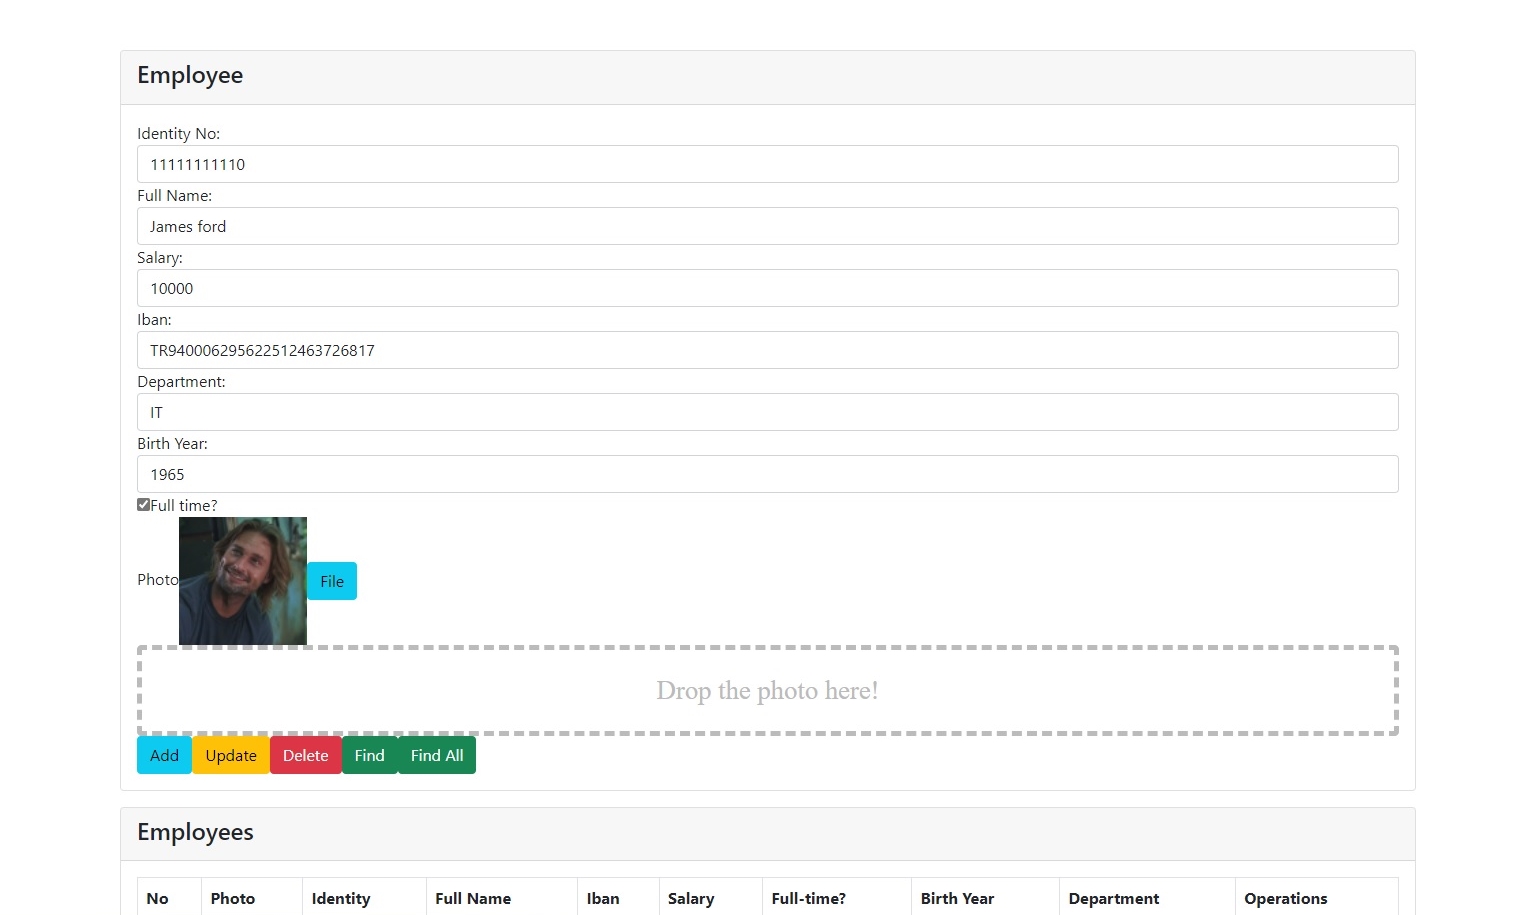 Employee
Identity No:
11111111110
Full Name:
James ford
Salary:
10000
Iban:
TR940006295622512463726817
Department:
IT
Birth Year:
1965
Full time?
Photo File
Drop the photo here!
Add Update Delete Find Find All
Employees
No Photo Identity Full Name Iban Salary Full-time? Birth Year Department Operations